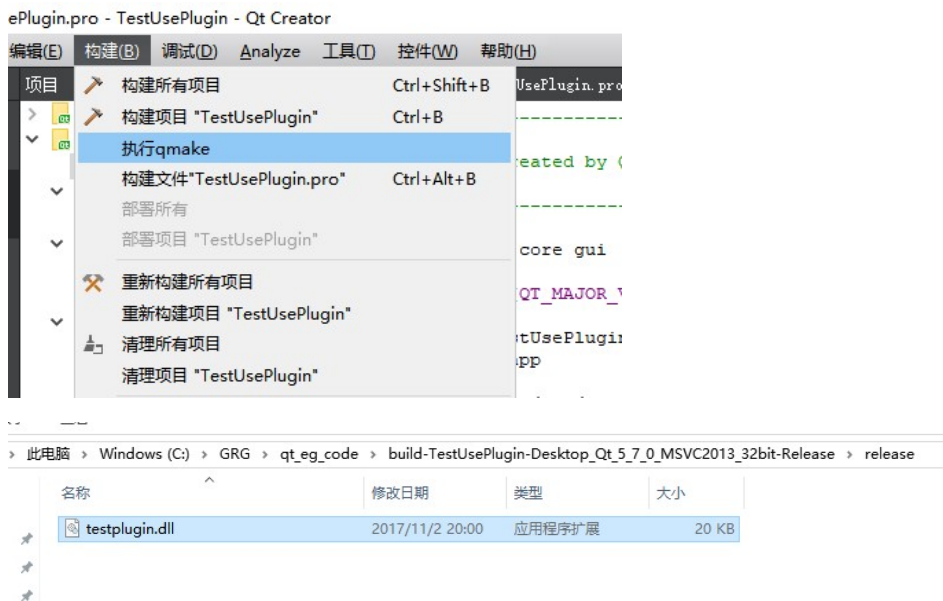 ePlugin.pro - TestUsePlugin - Qt Creator
编辑(E) 构建(B) 调试(D) Analyze 工具(T) 控件(W) 帮助(H)
项目 构建所有项目 Ctrl+Shift+B UsePlugin.pro
构建项目 "TestUsePlugin" Ctrl+B
执行qmake eated by
构建文件"TestUsePlugin.pro" Ctrl+Alt+B
部署所有
部署项目 "TestUsePlugin" core gui
重新构建所有项目 QT_MAJOR_
重新构建项目 "TestUsePlugin"
清理所有项目 tUsePlugin
清理项目 "TestUsePlugin" app
此电脑 > Windows (C:) > GRG > qt_eg_code > build-TestUsePlugin-Desktop_Qt_5_7_0_MSVC2013_32bit-Release > release
名称 修改日期 类型 大小
testplugin.dll 2017/11/2 20:00 应用程序扩展 20 KB